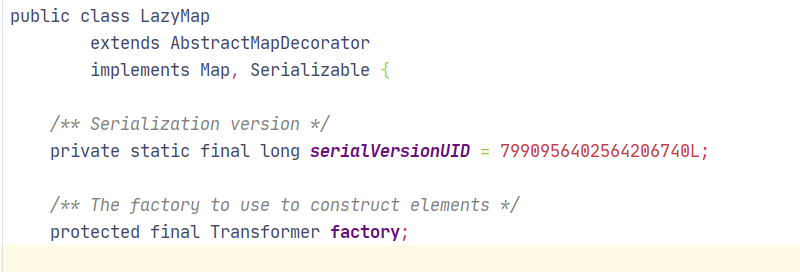 public class LazyMap
extends AbstractMapDecorator
implements Map, Serializable {
/** Serialization version */
private static final long serialVersionUID = 7990956402564206740L;
/** The factory to use to construct elements */
protected final Transformer factory;